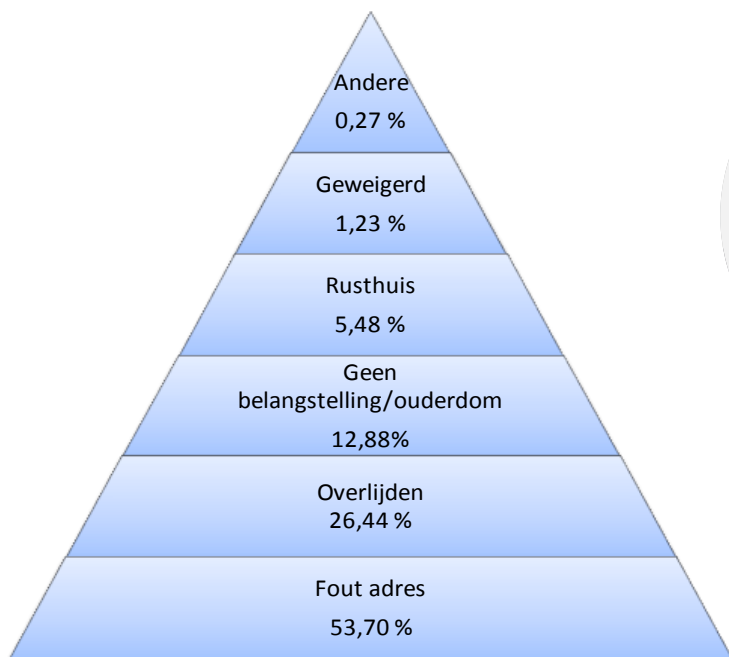 Andere
0,27 %
Geweigerd
1,23 %
Rusthuis
5,48 %
Geen
belangstelling/ouderdom
12,88%
Overlijden
26,44 %
Fout adres
53,70 %